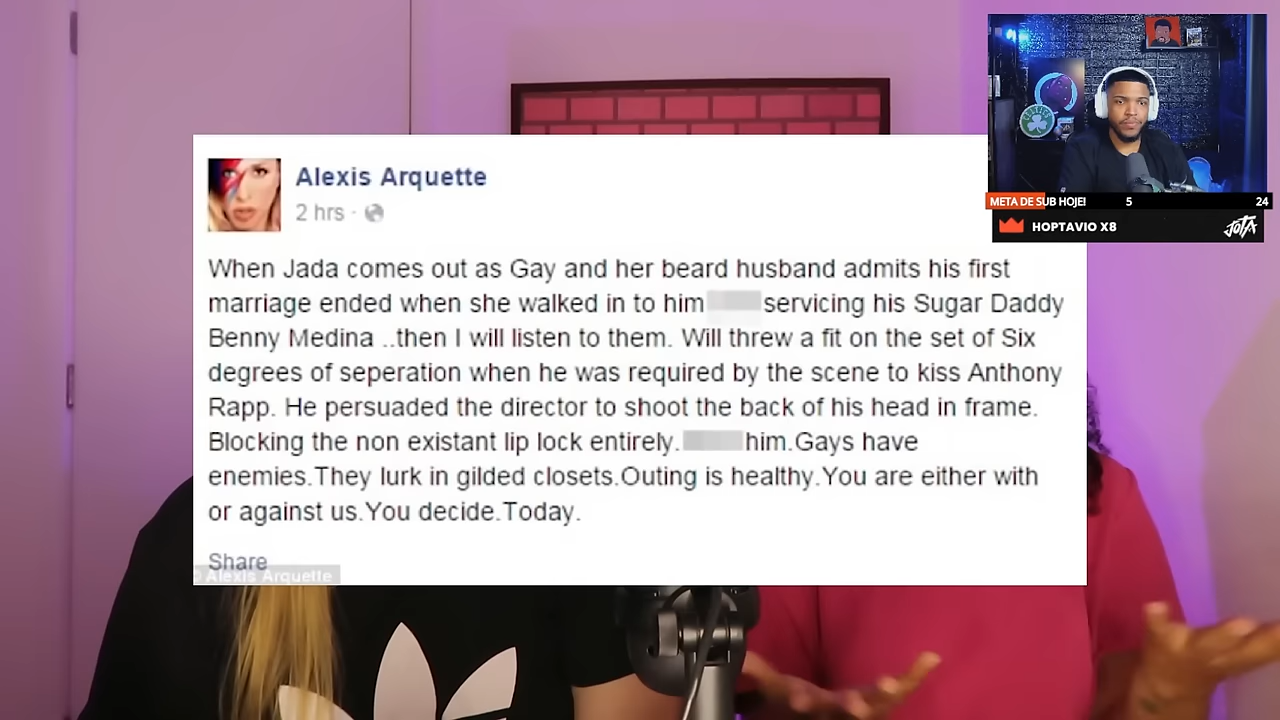 Alexis Arquette
2 hrs ·
When Jada comes out as Gay and her beard husband admits his first
marriage ended when she walked in to him servicing his Sugar Daddy
Benny Medina ..then I will listen to them. Will threw a fit on the set of Six
degrees of seperation when he was required by the scene to kiss Anthony
Rapp. He persuaded the director to shoot the back of his head in frame.
Blocking the non existant lip lock entirely. him.Gays have
enemies.They lurk in gilded closets.Outing is healthy.You are either with
or against us.You decide.Today.
Share
© Alexis Arquette
META DE SUB HOJE! 5 24
HOPTAVIO X8
JOTA